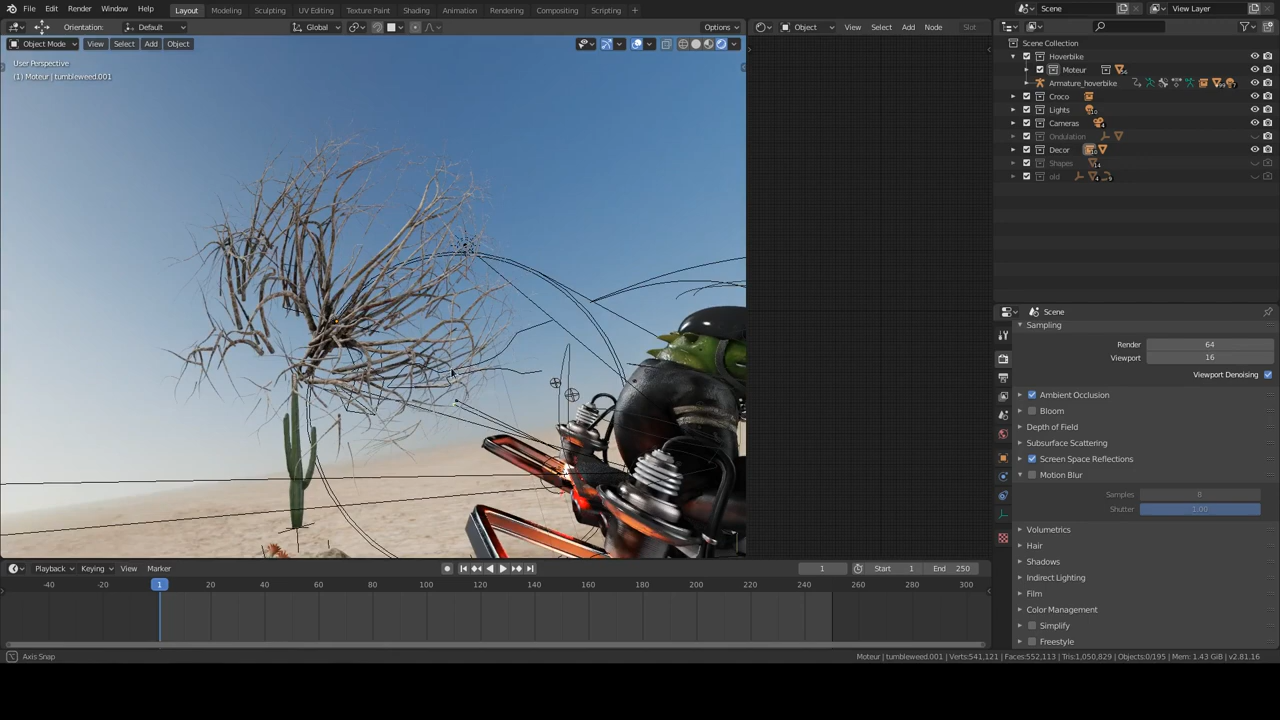 File Edit Render Window Help Layout Modeling Sculpting UV Editing Texture Paint Shading Animation Rendering Compositing Scripting + Scene View Layer
Orientation: Default Global Options Object View Select Add Node
Object Mode View Select Add Object
User Perspective
(1) Moteur | tumbleweed.001
Scene Collection
Hoverbike
Moteur
Armature_hoverbike
Croco
Lights
Cameras
Ondulation
Decor
Shapes
old
Scene
Sampling
Render 64
Viewport 16
Viewport Denoising
Ambient Occlusion
Bloom
Depth of Field
Subsurface Scattering
Screen Space Reflections
Motion Blur
Samples 8
Shutter 1.00
Volumetrics
Hair
Shadows
Indirect Lighting
Film
Color Management
Simplify
Freestyle
Playback Keying View Marker 1 Start 1 End 250
-40 -20 1 20 40 60 80 100 120 140 160 180 200 220 240 260 280 300
Axis Snap Moteur | tumbleweed.001 | Verts:541,121 | Faces:552,113 | Tris:1,050,829 | Objects:0/195 | Mem: 1.43 GiB | v2.81.16